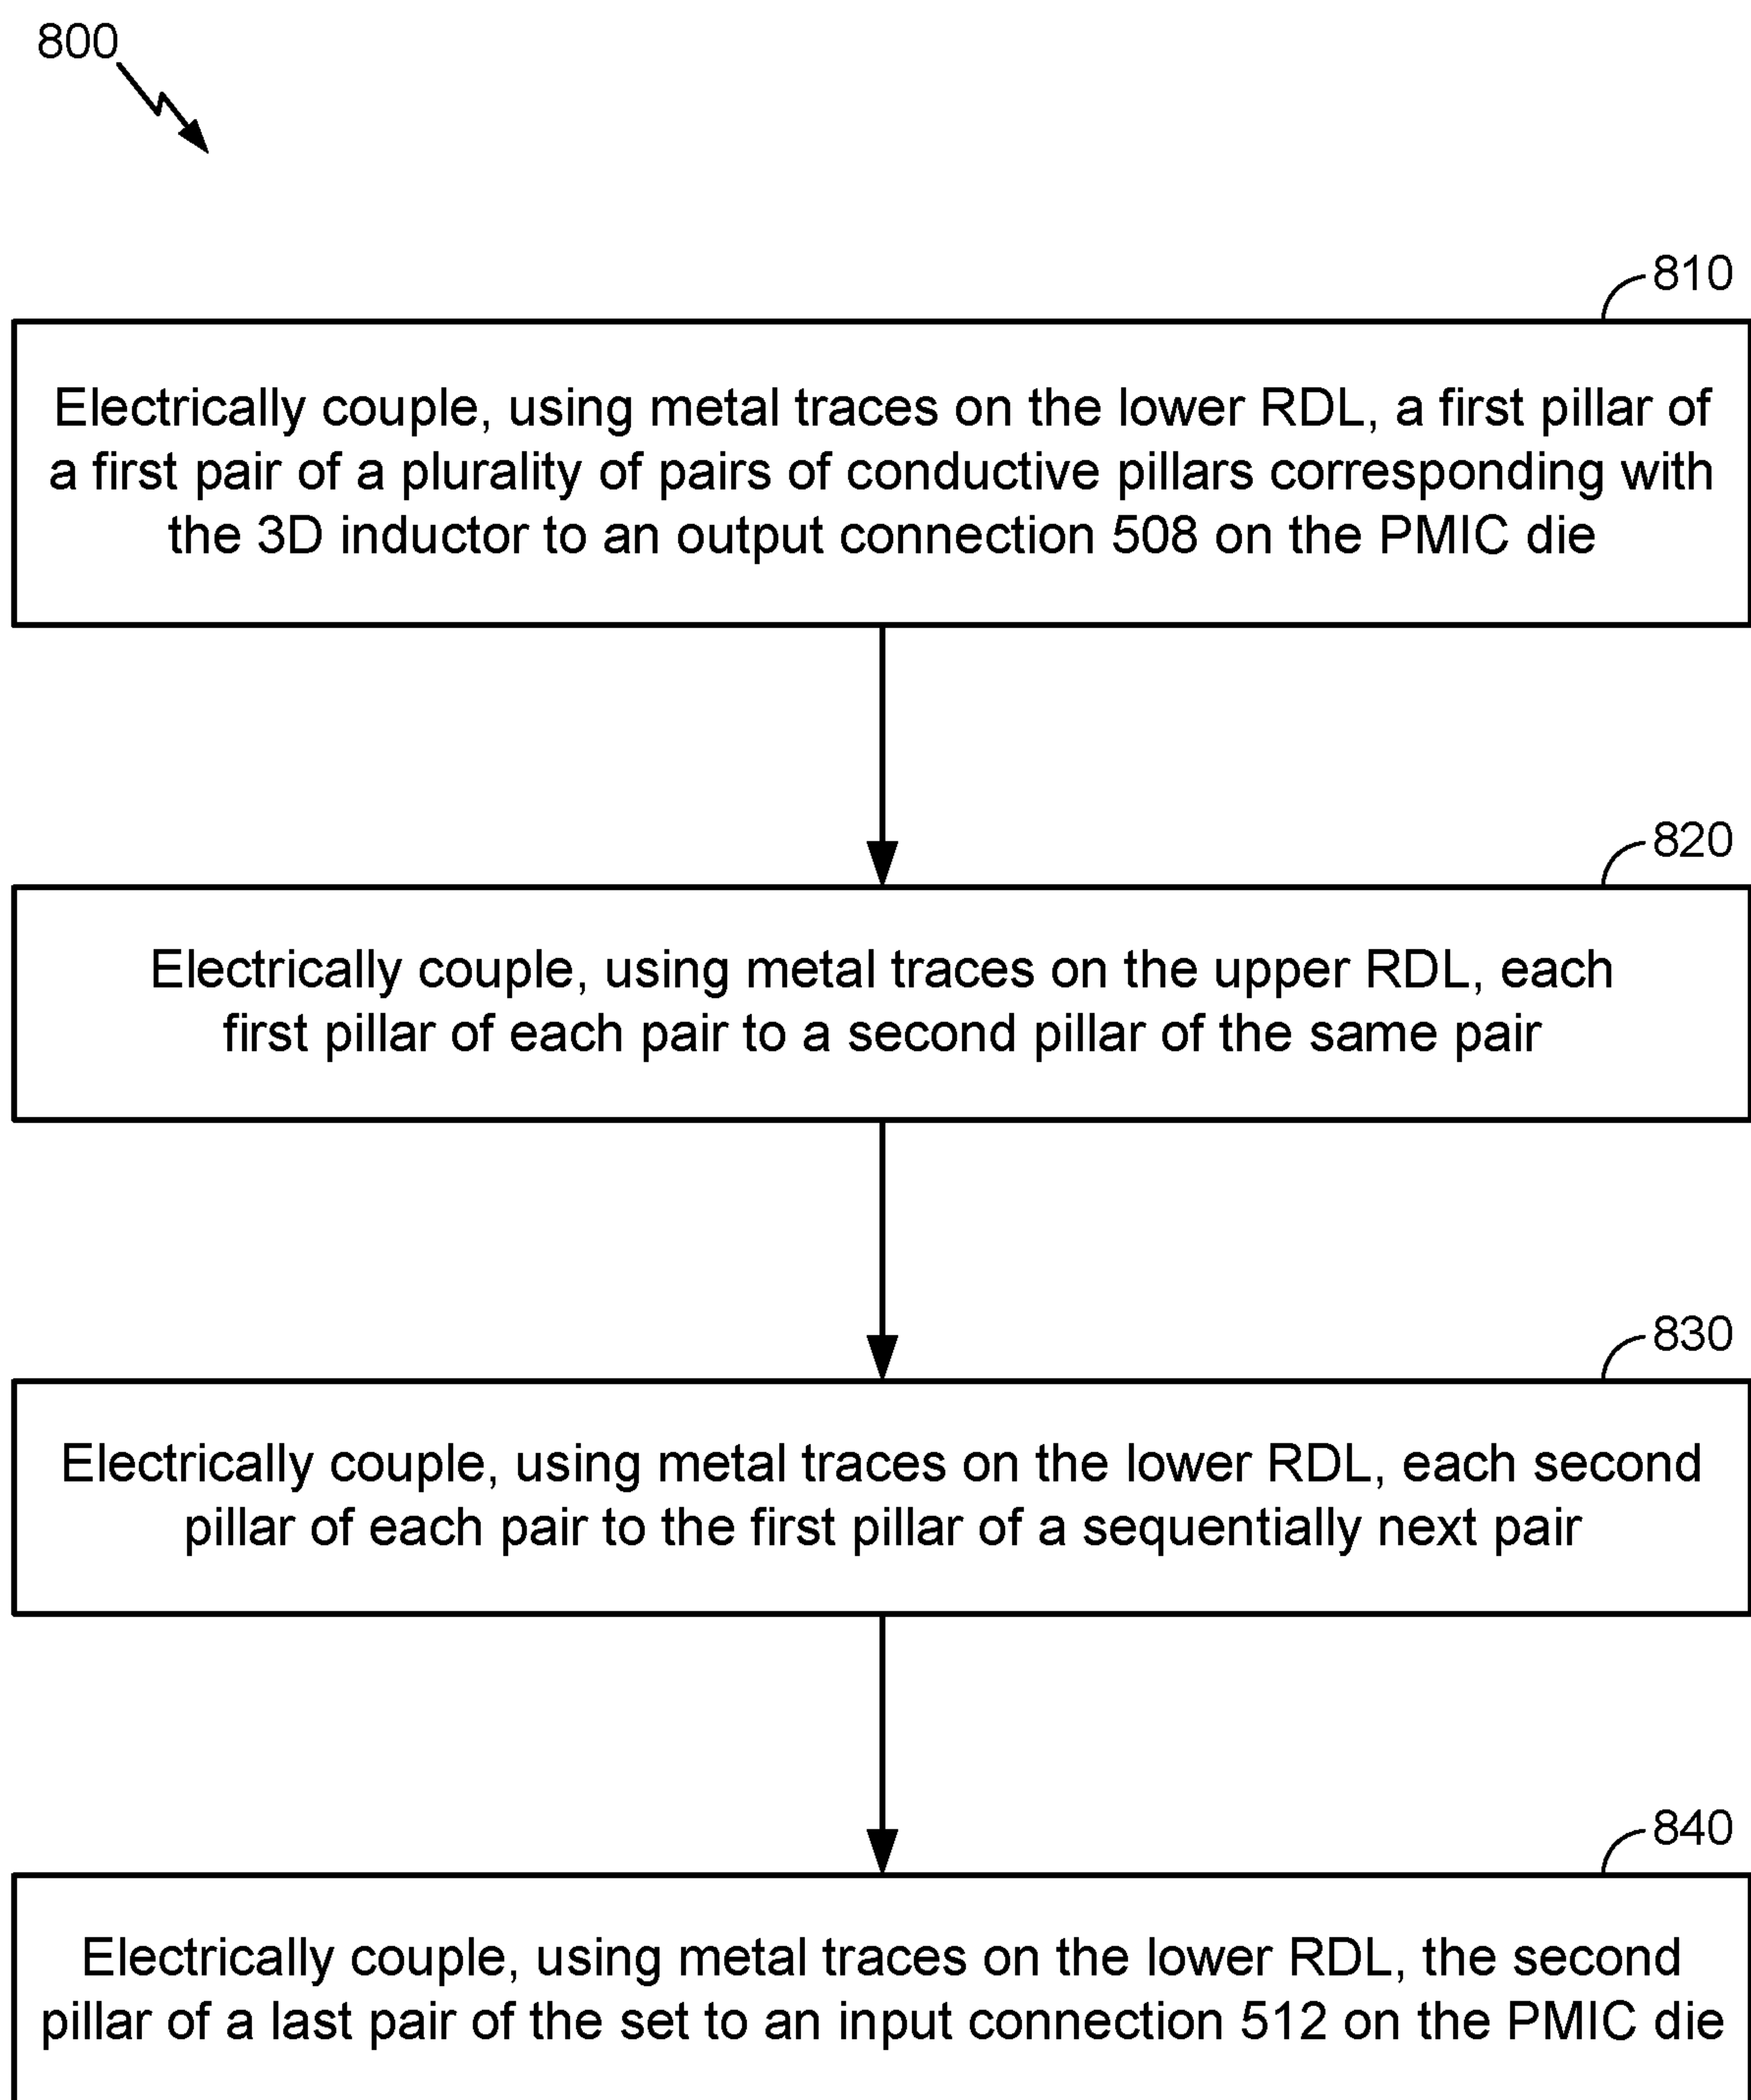 800
810
Electrically couple, using metal traces on the lower RDL, a first pillar of
a first pair of a plurality of pairs of conductive pillars corresponding with
the 3D inductor to an output connection 508 on the PMIC die
820
Electrically couple, using metal traces on the upper RDL, each
first pillar of each pair to a second pillar of the same pair
830
Electrically couple, using metal traces on the lower RDL, each second
pillar of each pair to the first pillar of a sequentially next pair
840
Electrically couple, using metal traces on the lower RDL, the second
pillar of a last pair of the set to an input connection 512 on the PMIC die